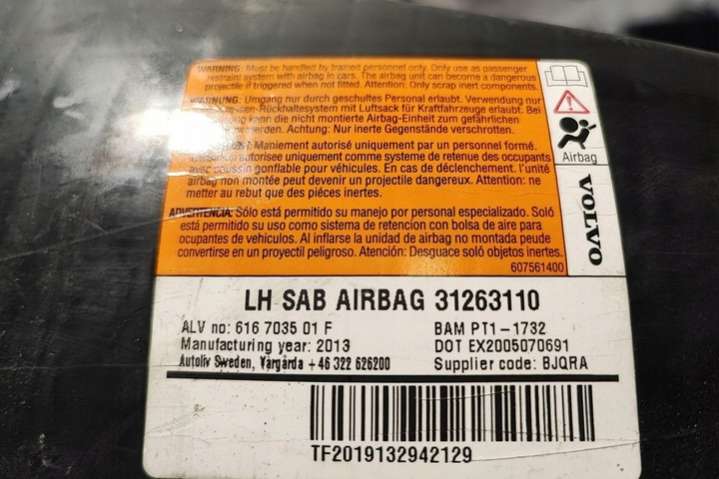 WARNING: Must be handled by trained personnel only. Only use as passenger
restraint system with airbag in cars. The airbag unit can become a dangerous
projectile if triggered when not fitted. Attention: Only scrap inert components.
WARNUNG: Umgang nur durch geschultes Personal erlaubt. Verwendung nur
Rückhaltesystem mit Luftsack für Kraftfahrzeuge erlaubt. Bei
kann die nicht montierte Airbag-Einheit zum gefährlichen
werden. Achtung: Nur inerte Gegenstände verschrotten.
Maniement autorisé uniquement par un personnel formé.
autorisée uniquement comme système de retenue des occupants
avec coussin gonflable pour véhicules. En cas de déclenchement. l'unité
airbag non montée peut devenir un projectile dangereux. Attention: ne
metter au rebut que des pièces inertes.
ADVERTENCIA: Sólo está permitido su manejo por personal especializado. Soló
está permitido su uso como sistema de retencion con bolsa de aire para
ocupantes de vehiculos. Al inflarse la unidad de airbag no montada peude
convertirse en un proyectil peligroso. Atención: Desguace soló objetos inertes.
607561400
Airbag
VOLVO
LH SAB AIRBAG 31263110
ALV no: 616 7035 01 F
BAM PT1-1732
Manufacturing year: 2013
DOT EX2005070691
Autoliv Sweden, Vårgårda +46 322 626200
Supplier code: BJQRA
TF2019132942129